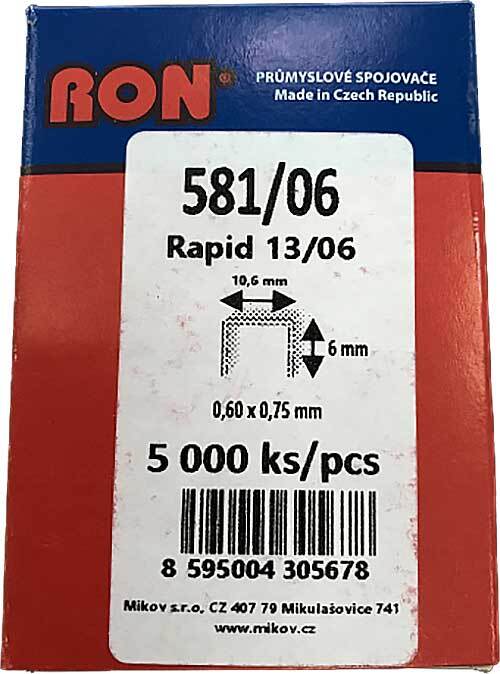 RON®
PRŮMYSLOVÉ SPOJOVAČE
Made in Czech Republic
581/06
Rapid 13/06
10,6 mm
6 mm
0,60 x 0,75 mm
5 000 ks/pcs
8 595004 305678
Mikov s.r.o, CZ 407 79 Mikulašovice 741
www.mikov.cz